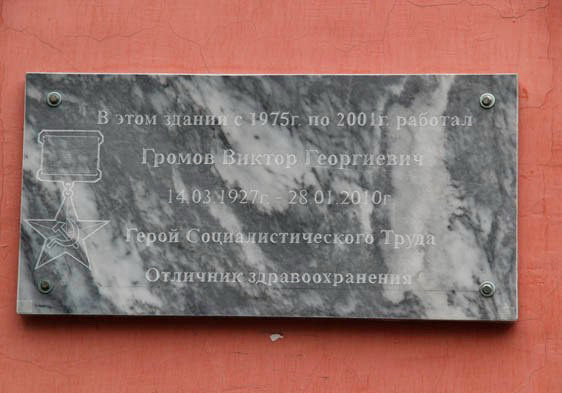 В этом здании с 1975г. по 2001г. работал
Громов Виктор Георгиевич
14.03.1927г. - 28.01.2010г
Герой Социалистического Труда
Отличник здравоохранения